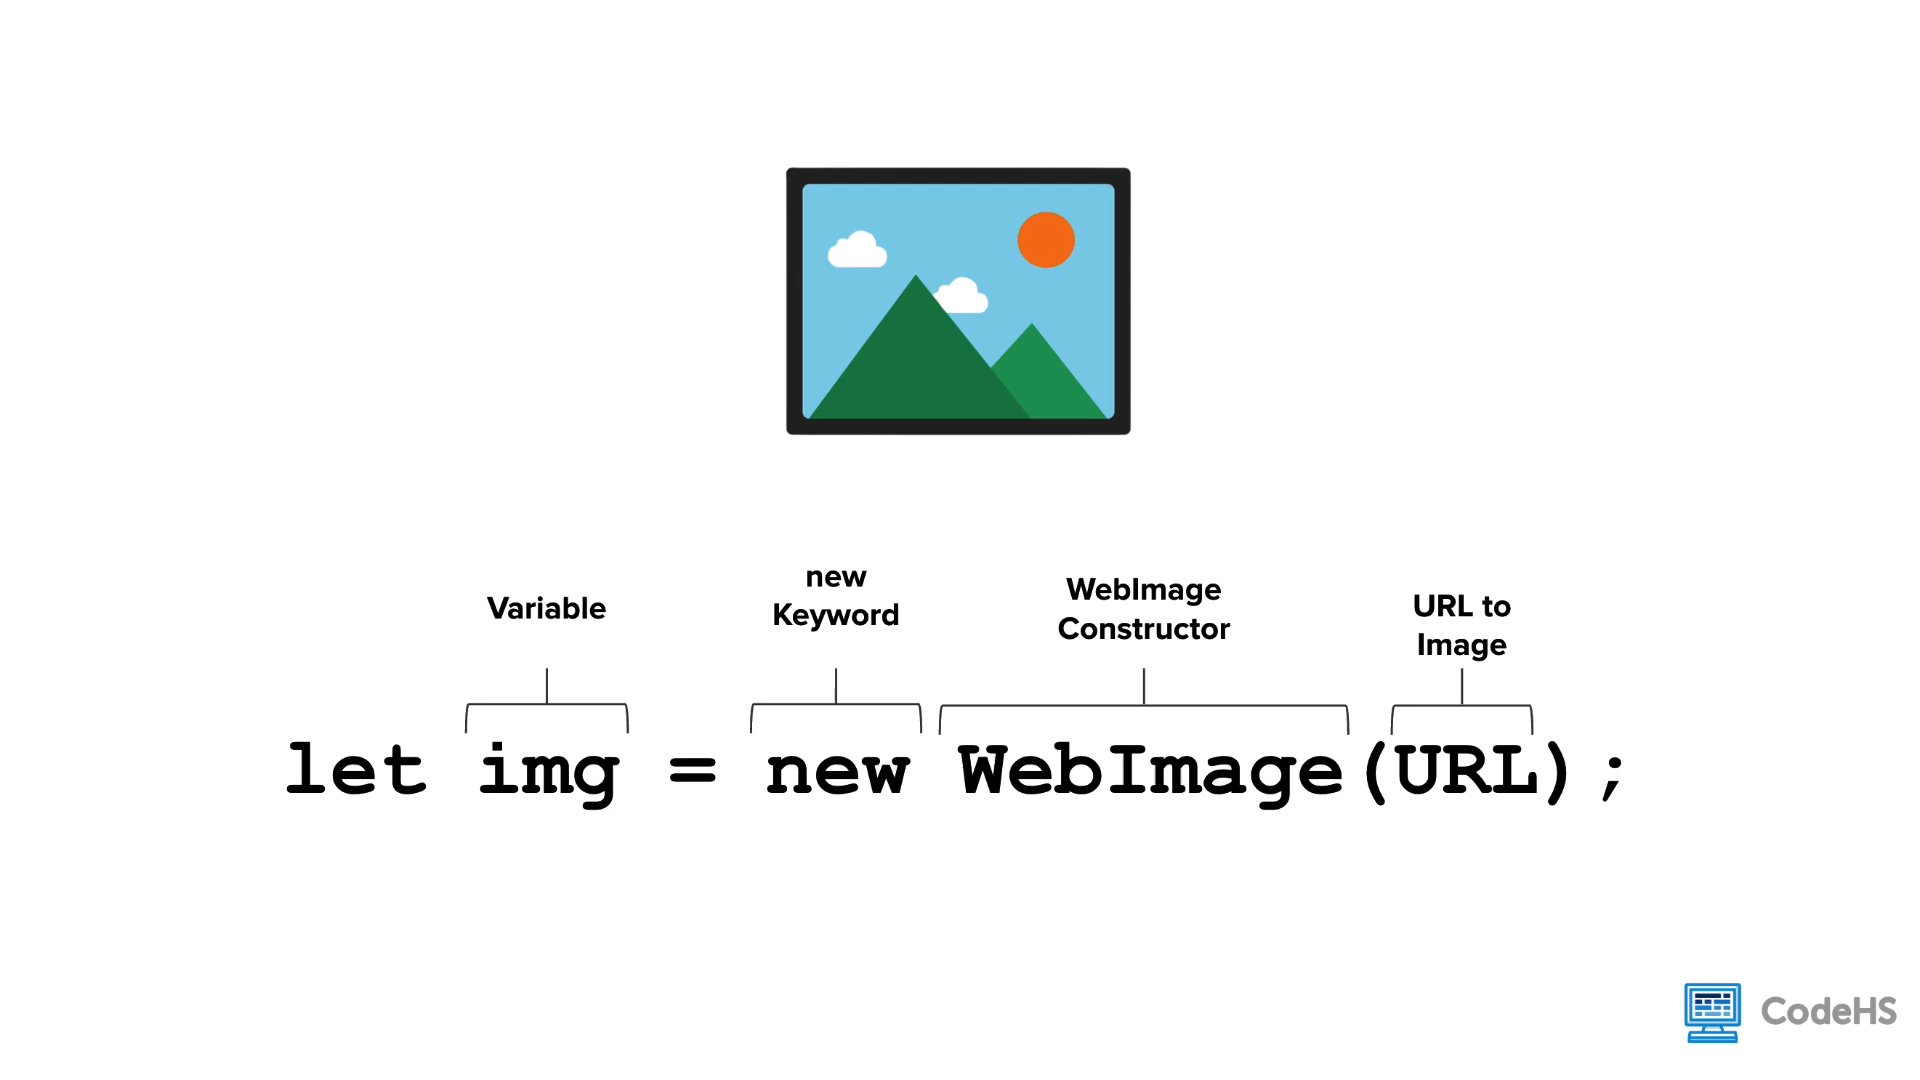 Variable
new
Keyword
WebImage
Constructor
URL to
Image
let img = new WebImage(URL);
CodeHS